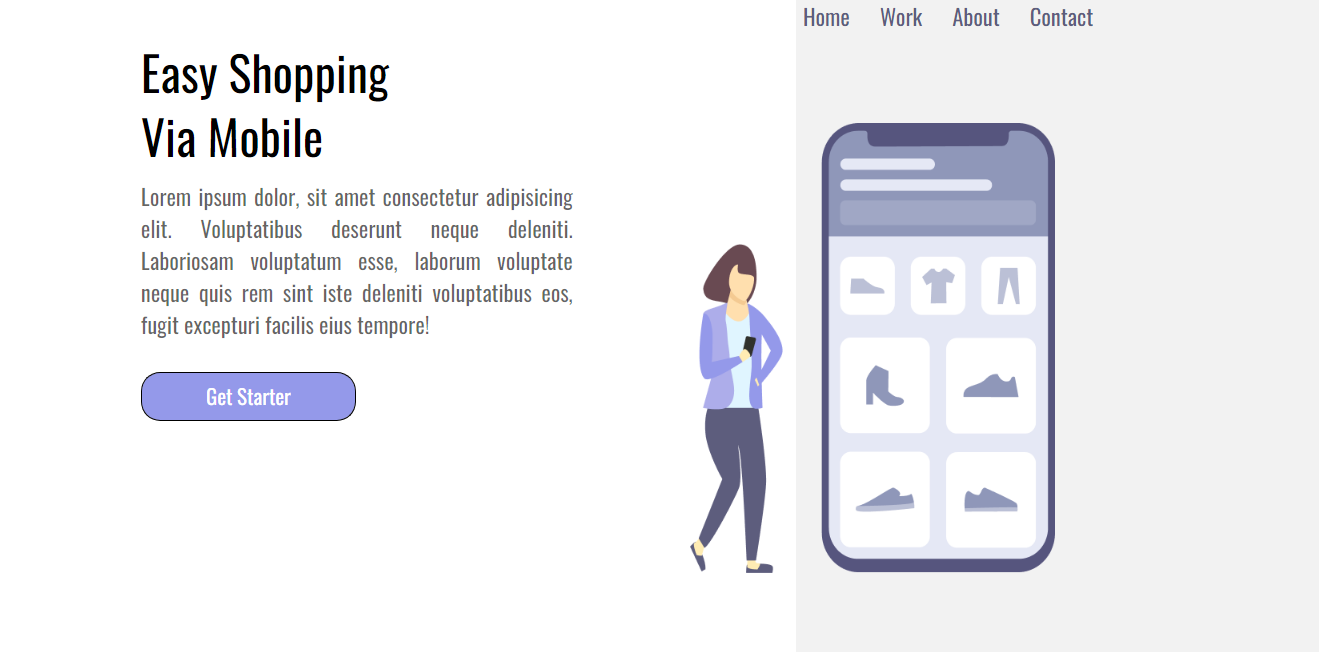 Home Work About Contact
Easy Shopping
Via Mobile
Lorem ipsum dolor, sit amet consectetur adipisicing
elit. Voluptatibus deserunt neque deleniti.
Laboriosam voluptatum esse, laborum voluptate
neque quis rem sint iste deleniti voluptatibus eos,
fugit excepturi facilis eius tempore!
Get Starter